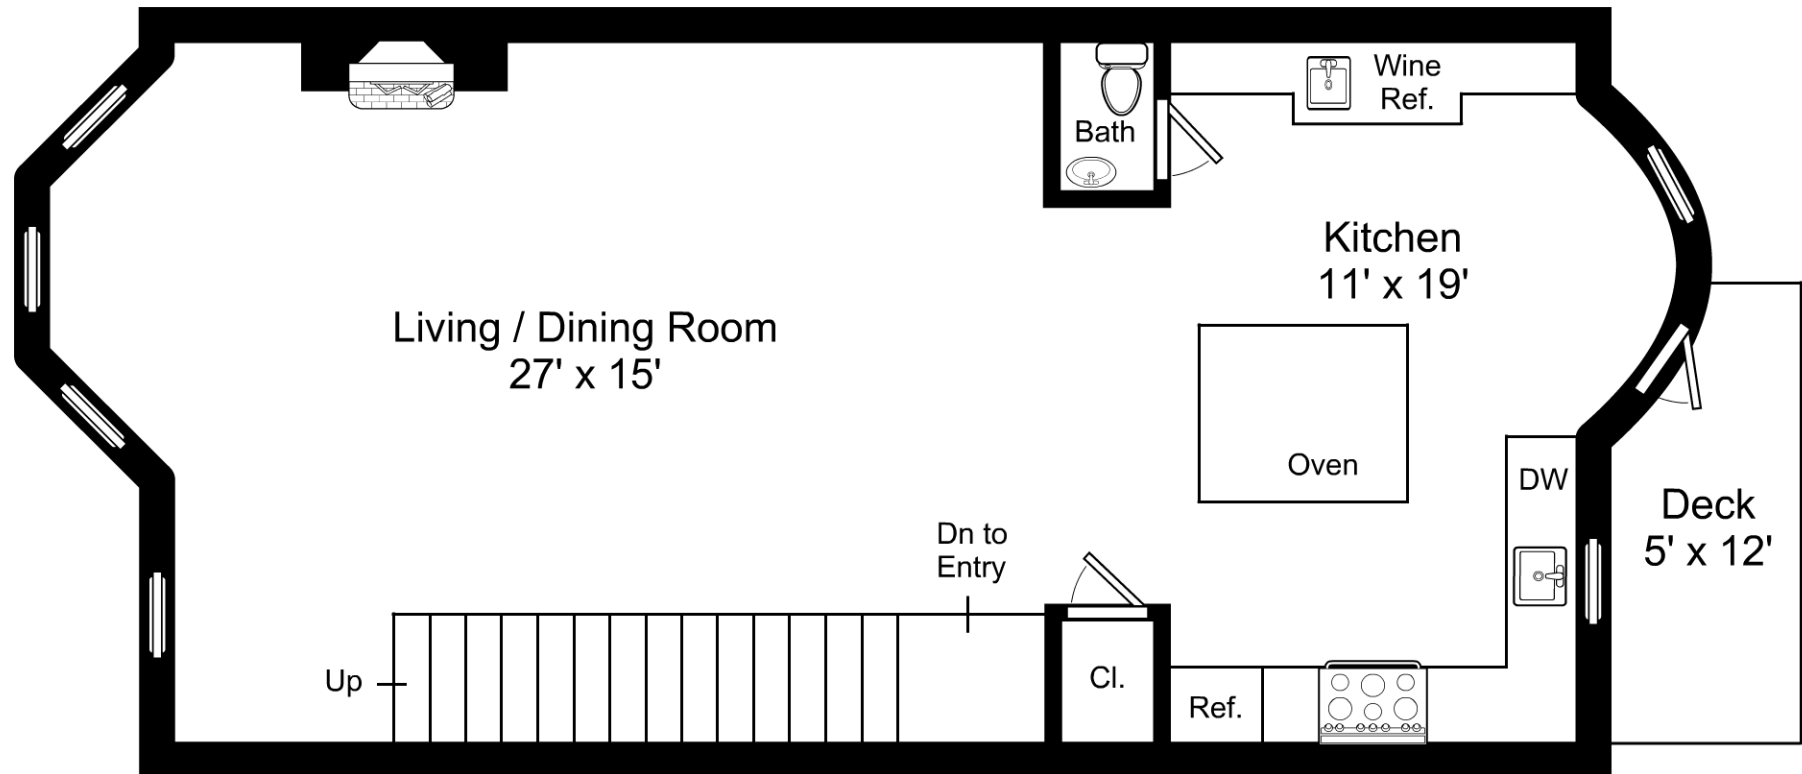 Wine
Ref.
Bath
Kitchen
11' x 19'
Living / Dining Room
27' x 15'
Oven
DW
Deck
5' x 12'
Dn to
Entry
Up
Cl.
Ref.